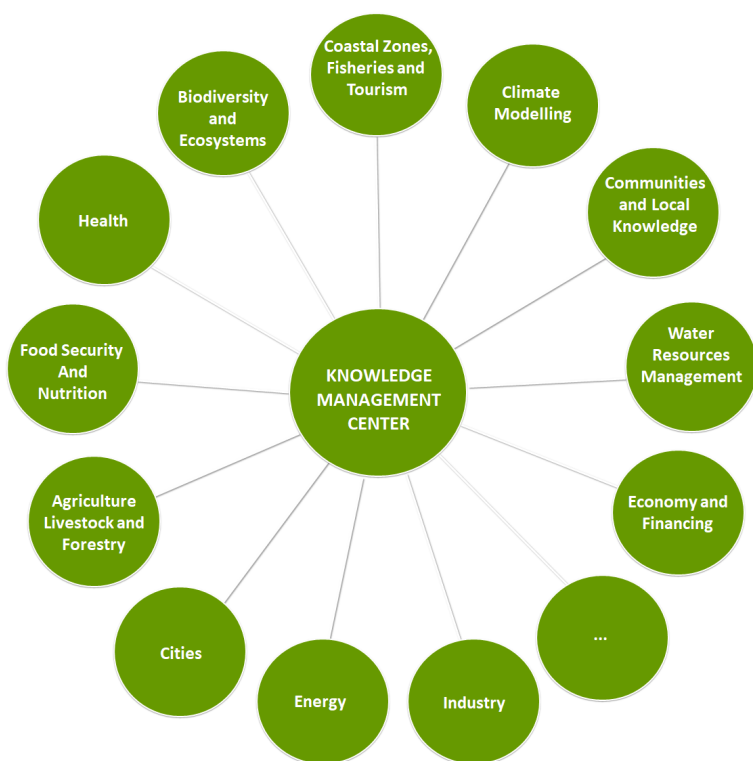 Coastal Zones,
Fisheries and
Tourism
Climate
Modelling
Communities
and Local
Knowledge
Water
Resources
Management
Economy and
Financing
...
Industry
Energy
Cities
Agriculture
Livestock and
Forestry
Food Security
And
Nutrition
Health
Biodiversity
and
Ecosystems
KNOWLEDGE
MANAGEMENT
CENTER